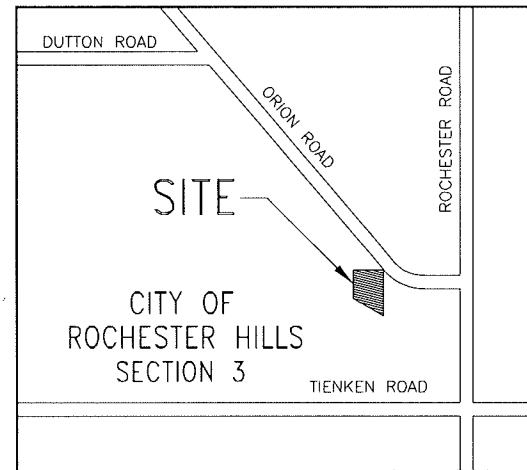 DUTTON ROAD
ORION ROAD
ROCHESTER ROAD
SITE
CITY OF
ROCHESTER HILLS
SECTION 3
TIENKEN ROAD